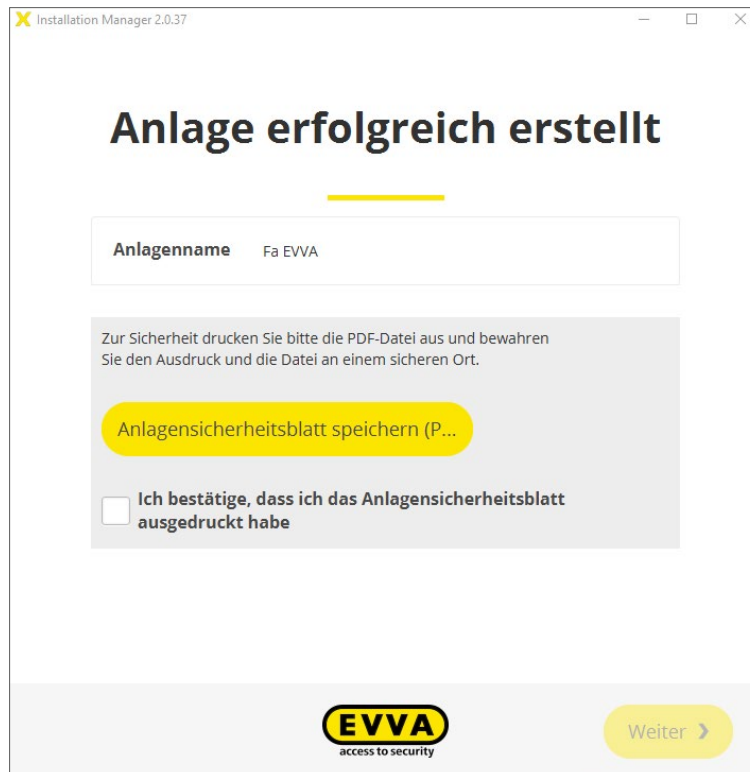 Installation Manager 2.0.37
Anlage erfolgreich erstellt
Anlagenname Fa EVVA
Zur Sicherheit drucken Sie bitte die PDF-Datei aus und bewahren
Sie den Ausdruck und die Datei an einem sicheren Ort.
Anlagensicherheitsblatt speichern (P...
Ich bestätige, dass ich das Anlagensicherheitsblatt
ausgedruckt habe
EVVA
access to security
Weiter